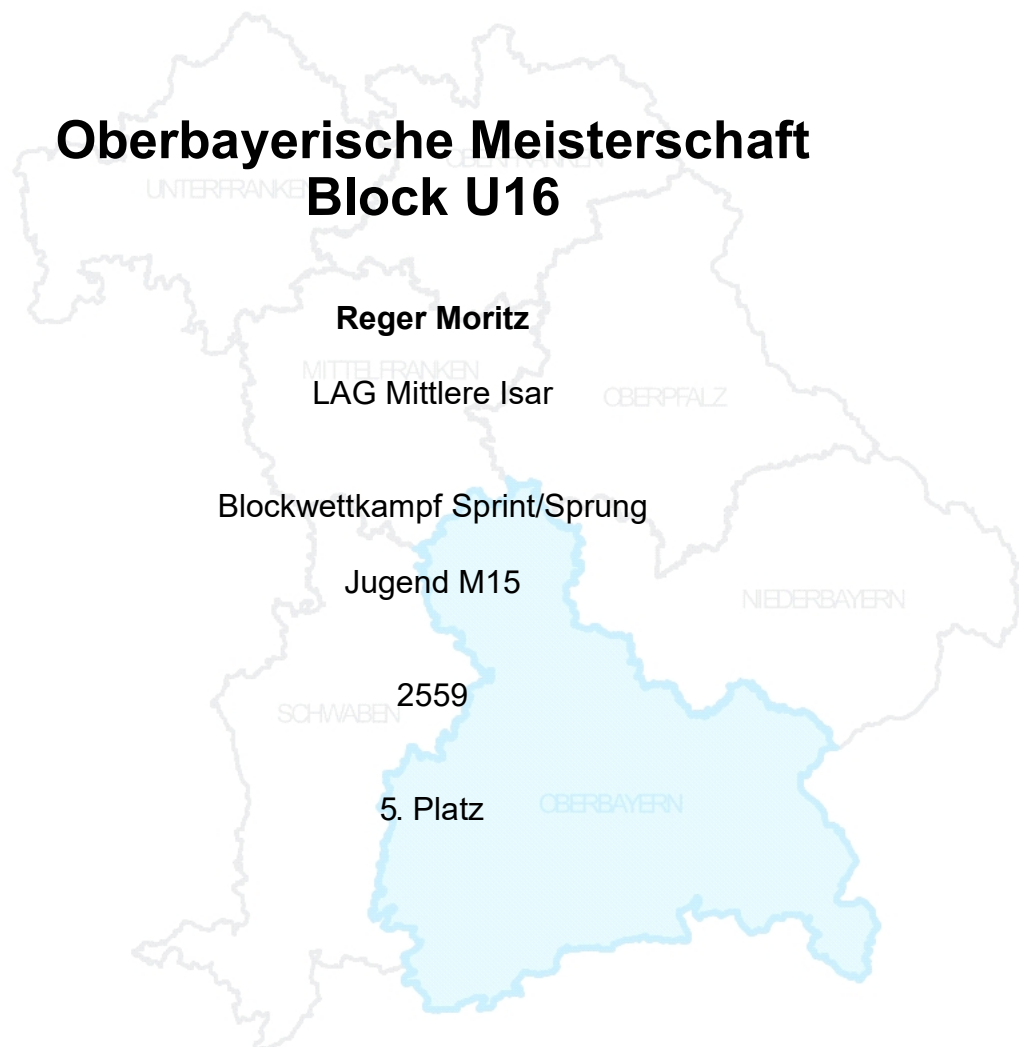 Oberbayerische Meisterschaft
OBERFRANKEN
UNTERFRANKEN
Block U16
Reger Moritz
MITTELFRANKEN
LAG Mittlere Isar
OBERPFALZ
Blockwettkampf Sprint/Sprung
Jugend M15
NIEDERBAYERN
2559
SCHWABEN
5. Platz
OBERBAYERN